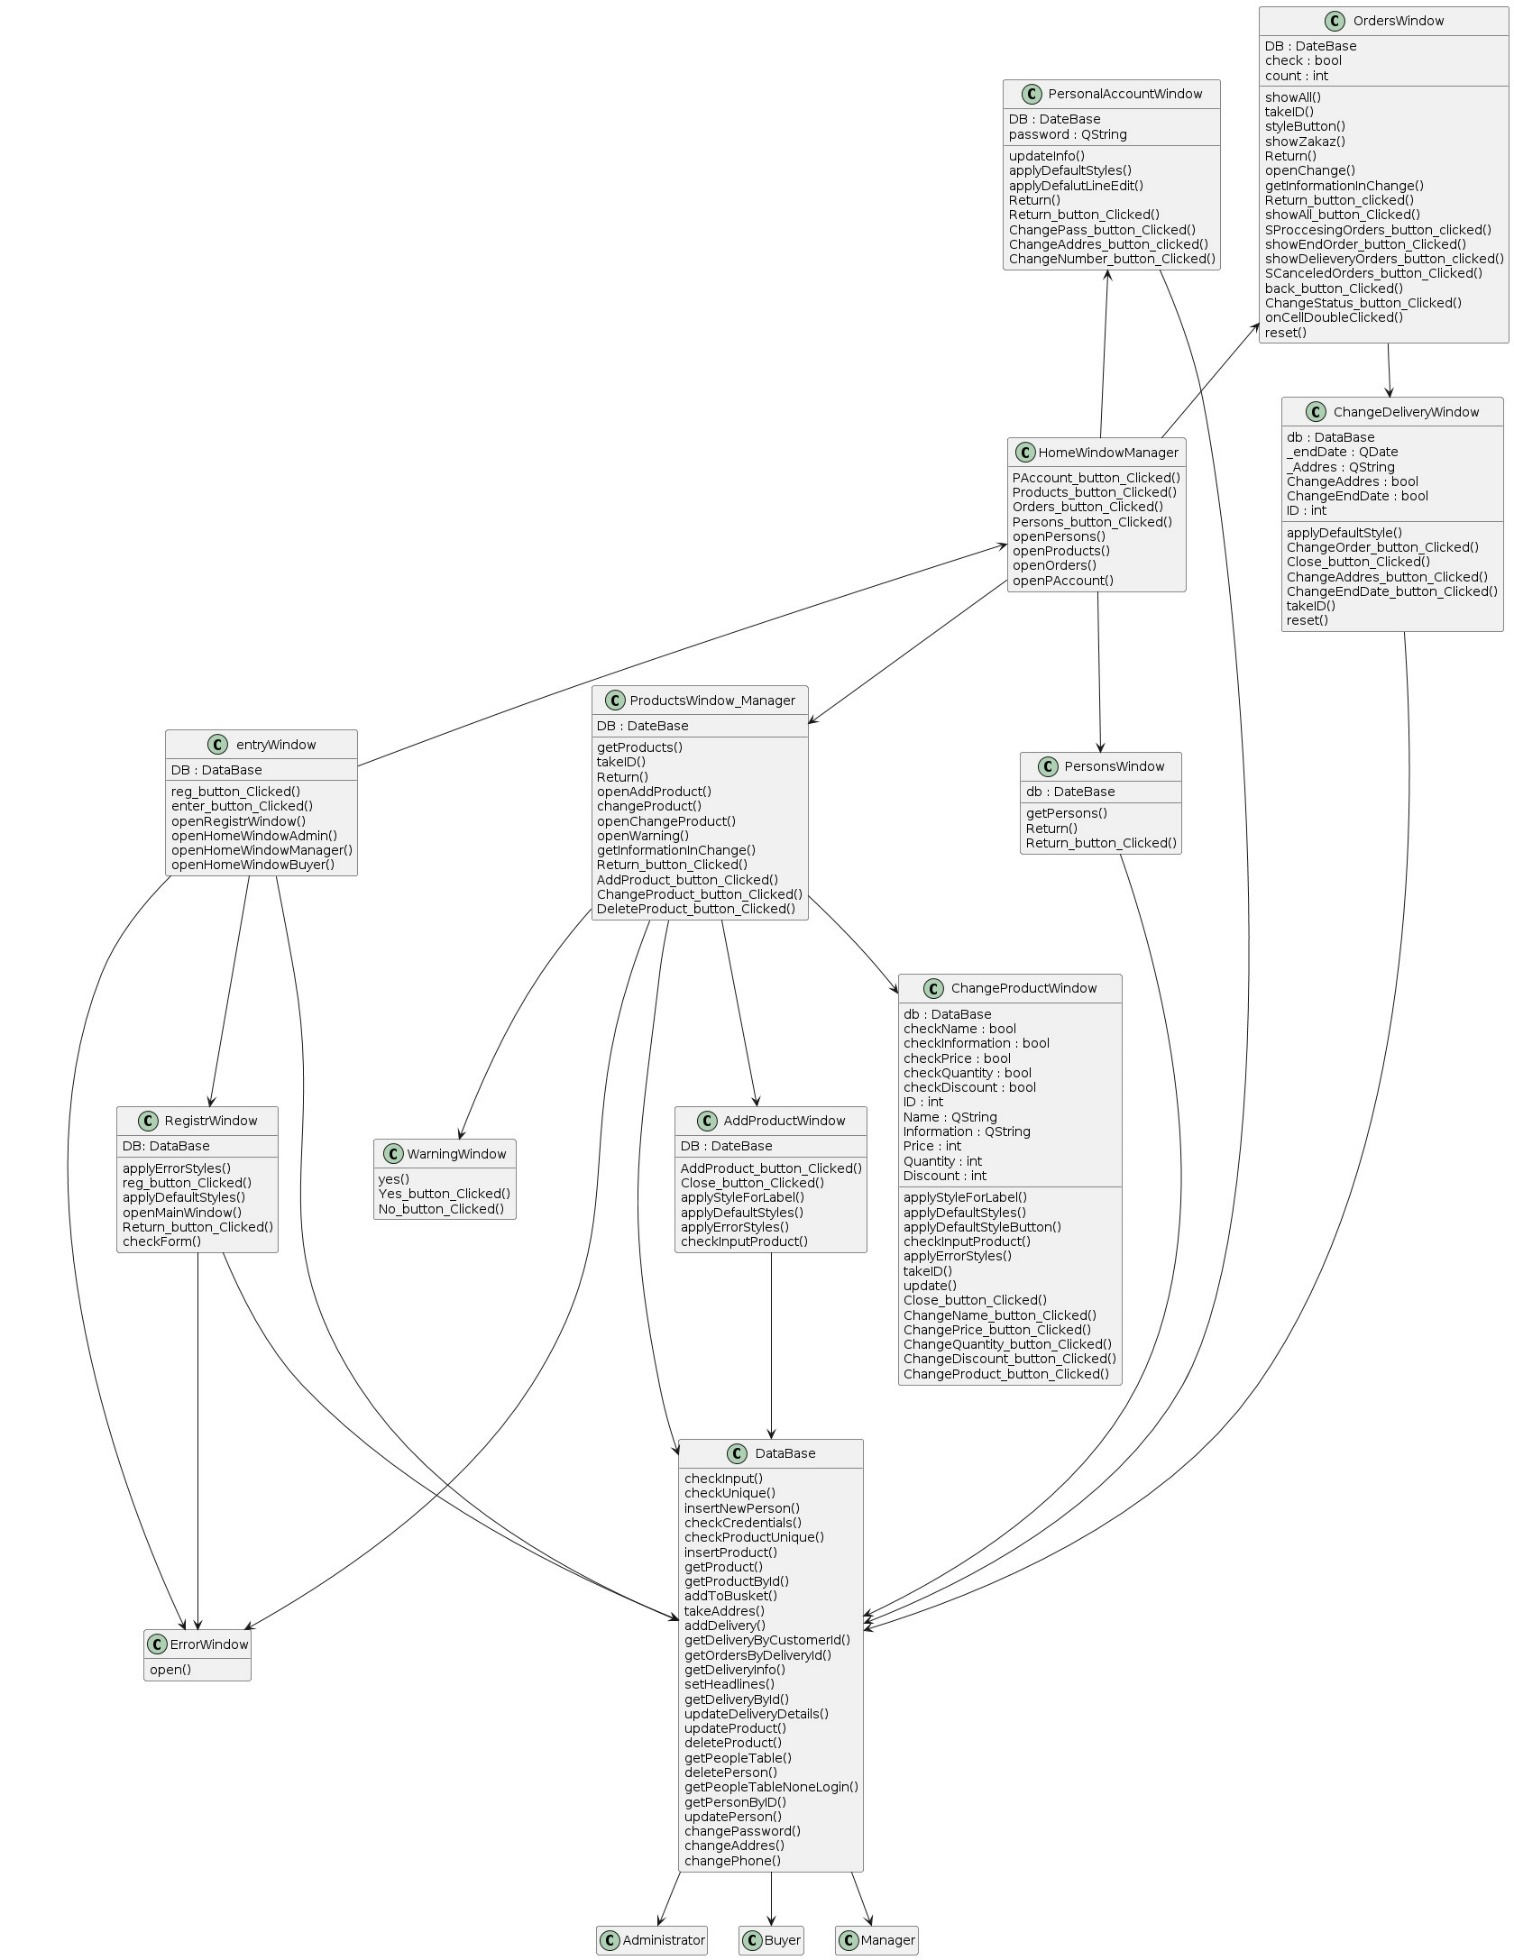 C OrdersWindow
DB : DateBase
check : bool
count : int
showAll()
takeID()
styleButton()
showZakaz()
Return()
openChange()
getInformationInChange()
Return_button_clicked()
showAll_button_Clicked()
SProccesingOrders_button_clicked()
showEndOrder_button_Clicked()
showDelieveryOrders_button_clicked()
SCanceledOrders_button_Clicked()
back_button_Clicked()
ChangeStatus_button_Clicked()
onCellDoubleClicked()
reset()
C PersonalAccountWindow
DB : DateBase
password : QString
updateInfo()
applyDefaultStyles()
applyDefalutLineEdit()
Return()
Return_button_Clicked()
ChangePass_button_Clicked()
ChangeAddres_button_clicked()
ChangeNumber_button_Clicked()
C ChangeDeliveryWindow
db : DataBase
_endDate : QDate
_Addres : QString
ChangeAddres : bool
ChangeEndDate : bool
ID : int
applyDefaultStyle()
ChangeOrder_button_Clicked()
Close_button_Clicked()
ChangeAddres_button_Clicked()
ChangeEndDate_button_Clicked()
takeID()
reset()
C HomeWindowManager
PAccount_button_Clicked()
Products_button_Clicked()
Orders_button_Clicked()
Persons_button_Clicked()
openPersons()
openProducts()
openOrders()
openPAccount()
C ProductsWindow_Manager
DB : DateBase
getProducts()
takeID()
Return()
openAddProduct()
changeProduct()
openChangeProduct()
openWarning()
getInformationInChange()
Return_button_Clicked()
AddProduct_button_Clicked()
ChangeProduct_button_Clicked()
DeleteProduct_button_Clicked()
C entryWindow
DB : DataBase
reg_button_Clicked()
enter_button_Clicked()
openRegistrWindow()
openHomeWindowAdmin()
openHomeWindowManager()
openHomeWindowBuyer()
C PersonsWindow
db : DateBase
getPersons()
Return()
Return_button_Clicked()
C ChangeProductWindow
db : DataBase
checkName : bool
checkInformation : bool
checkPrice : bool
checkQuantity : bool
checkDiscount : bool
ID : int
Name : QString
Information : QString
Price : int
Quantity : int
Discount : int
applyStyleForLabel()
applyDefaultStyles()
applyDefaultStyleButton()
checkInputProduct()
applyErrorStyles()
takeID()
update()
Close_button_Clicked()
ChangeName_button_Clicked()
ChangePrice_button_Clicked()
ChangeQuantity_button_Clicked()
ChangeDiscount_button_Clicked()
ChangeProduct_button_Clicked()
C RegistrWindow
DB: DataBase
applyErrorStyles()
reg_button_Clicked()
applyDefaultStyles()
openMainWindow()
Return_button_Clicked()
checkForm()
C WarningWindow
yes()
Yes_button_Clicked()
No_button_Clicked()
C AddProductWindow
DB : DateBase
AddProduct_button_Clicked()
Close_button_Clicked()
applyStyleForLabel()
applyDefaultStyles()
applyErrorStyles()
checkInputProduct()
C DataBase
checkInput()
checkUnique()
insertNewPerson()
checkCredentials()
checkProductUnique()
insertProduct()
getProduct()
getProductById()
addToBusket()
takeAddres()
addDelivery()
getDeliveryByCustomerId()
getOrdersByDeliveryId()
getDeliveryInfo()
setHeadlines()
getDeliveryById()
updateDeliveryDetails()
updateProduct()
deleteProduct()
getPeopleTable()
deletePerson()
getPeopleTableNoneLogin()
getPersonByID()
updatePerson()
changePassword()
changeAddres()
changePhone()
C ErrorWindow
open()
C Administrator
C Buyer
C Manager